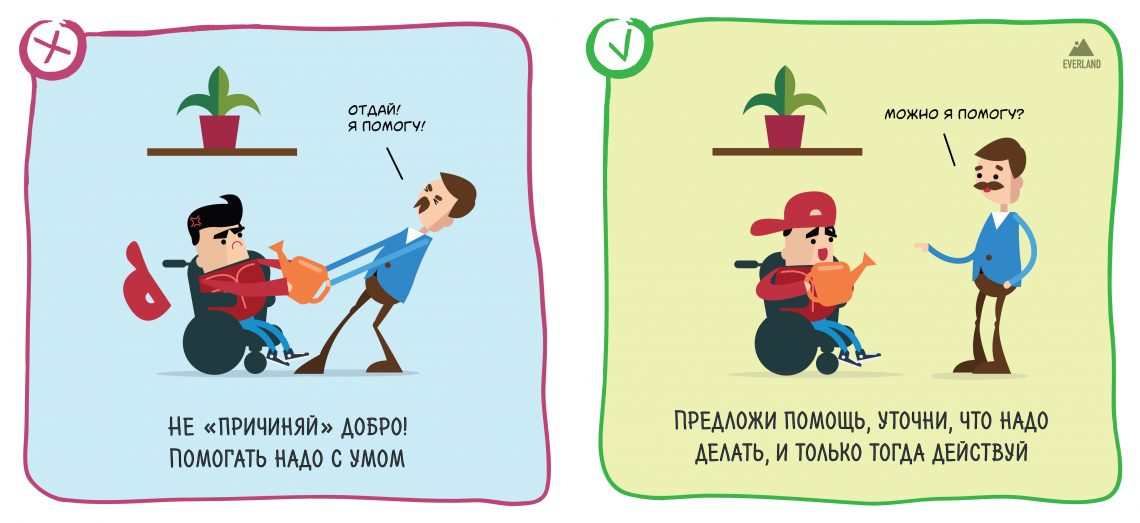 ОТДАЙ!
Я ПОМОГУ!
НЕ «ПРИЧИНЯЙ» ДОБРО!
ПОМОГАТЬ НАДО С УМОМ
EVERLAND
МОЖНО Я ПОМОГУ?
ПРЕДЛОЖИ ПОМОЩЬ, УТОЧНИ, ЧТО НАДО
ДЕЛАТЬ, И ТОЛЬКО ТОГДА ДЕЙСТВУЙ